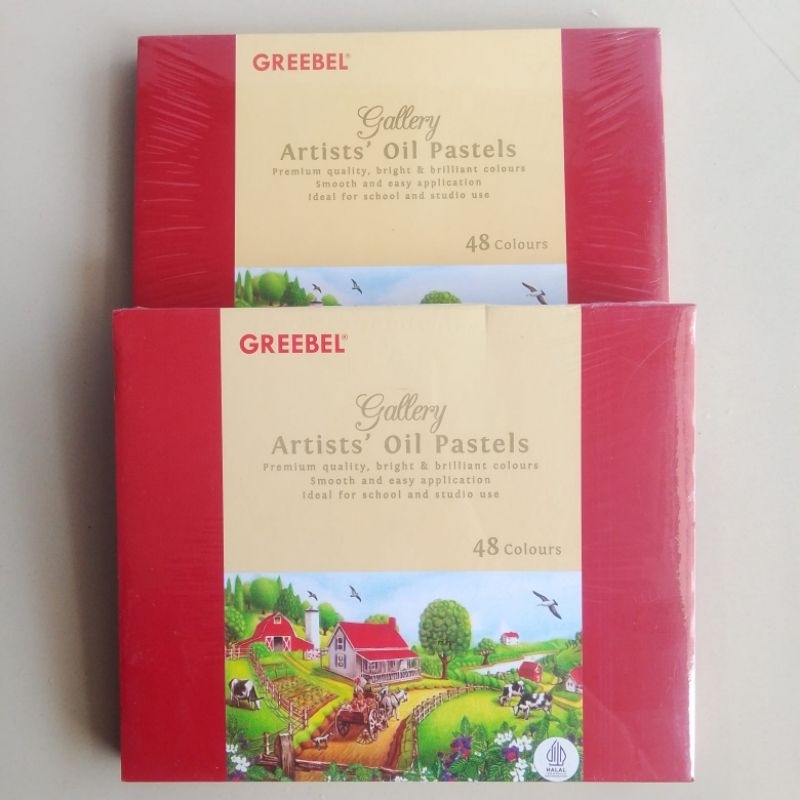 GREEBEL®
Gallery
Artists' Oil Pastels
Premium quality, bright & brilliant colours
Smooth and easy application
Ideal for school and studio use
48 Colours
GREEBEL®
Gallery
Artists' Oil Pastels
Premium quality, bright & brilliant colours
Smooth and easy application
Ideal for school and studio use
48 Colours
HALAL